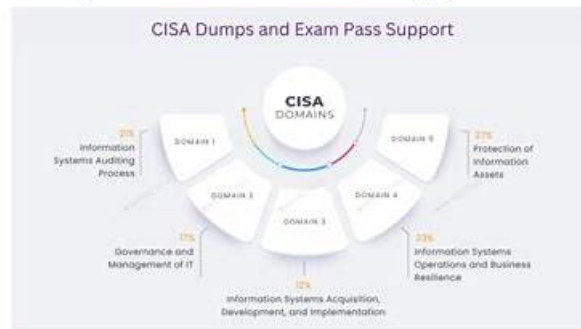 CISA Dumps and Exam Pass Support
CISA
DOMAINS
DOMAIN 1
DOMAIN 2
DOMAIN 3
DOMAIN 4
DOMAIN 5
21%
Information
Systems Auditing
Process
17%
Governance and
Management of IT
12%
Information Systems Acquisition,
Development, and Implementation
23%
Information Systems
Operations and Business
Resilience
27%
Protection of
Information
Assets